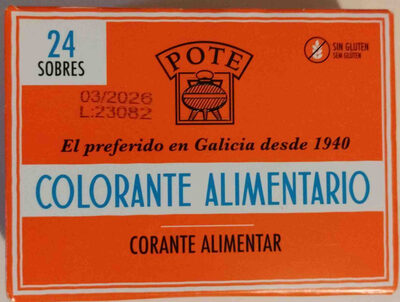 24
SOBRES
POTE
SIN GLUTEN
SEM GLUTEN
03/2026
L:23082
El preferido en Galicia desde 1940
COLORANTE ALIMENTARIO
CORANTE ALIMENTAR